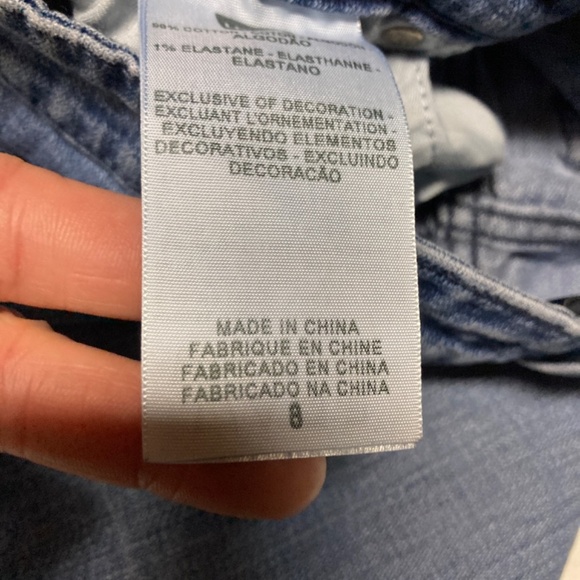 ALGODÃO
1% ELASTANE - ELASTHANNE -
ELASTANO
EXCLUSIVE OF DECORATION -
EXCLUANT L'ORNEMENTATION -
EXCLUYENDO ELEMENTOS
DECORATIVOS - EXCLUINDO
DECORAÇÃO
MADE IN CHINA
FABRIQUE EN CHINE
FABRICADO EN CHINA
FABRICADO NA CHINA
8